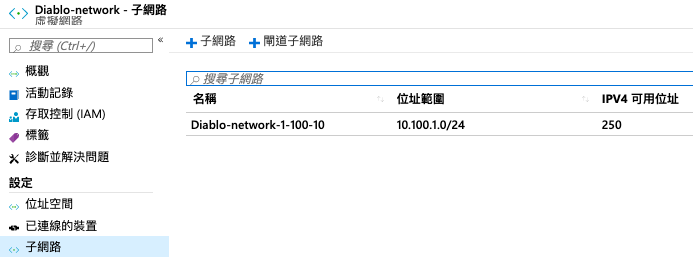 Diablo-network - 子網路
虛擬網路
搜尋 (Ctrl+/)
«
概觀
活動記錄
存取控制 (IAM)
標籤
診斷並解決問題
設定
位址空間
已連線的裝置
子網路
+ 子網路 + 閘道子網路
搜尋子網路
名稱 位址範圍 IPV4 可用位址
Diablo-network-1-100-10 10.100.1.0/24 250